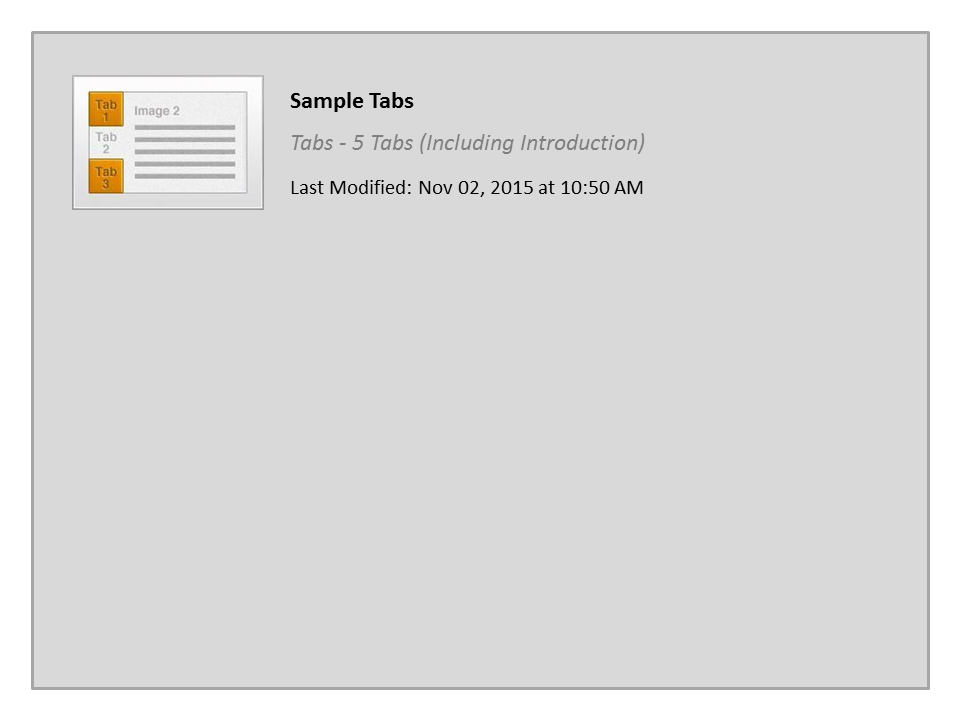 Tab
1
Image 2
Tab
2
Tab
3
Sample Tabs
Tabs - 5 Tabs (Including Introduction)
Last Modified: Nov 02, 2015 at 10:50 AM